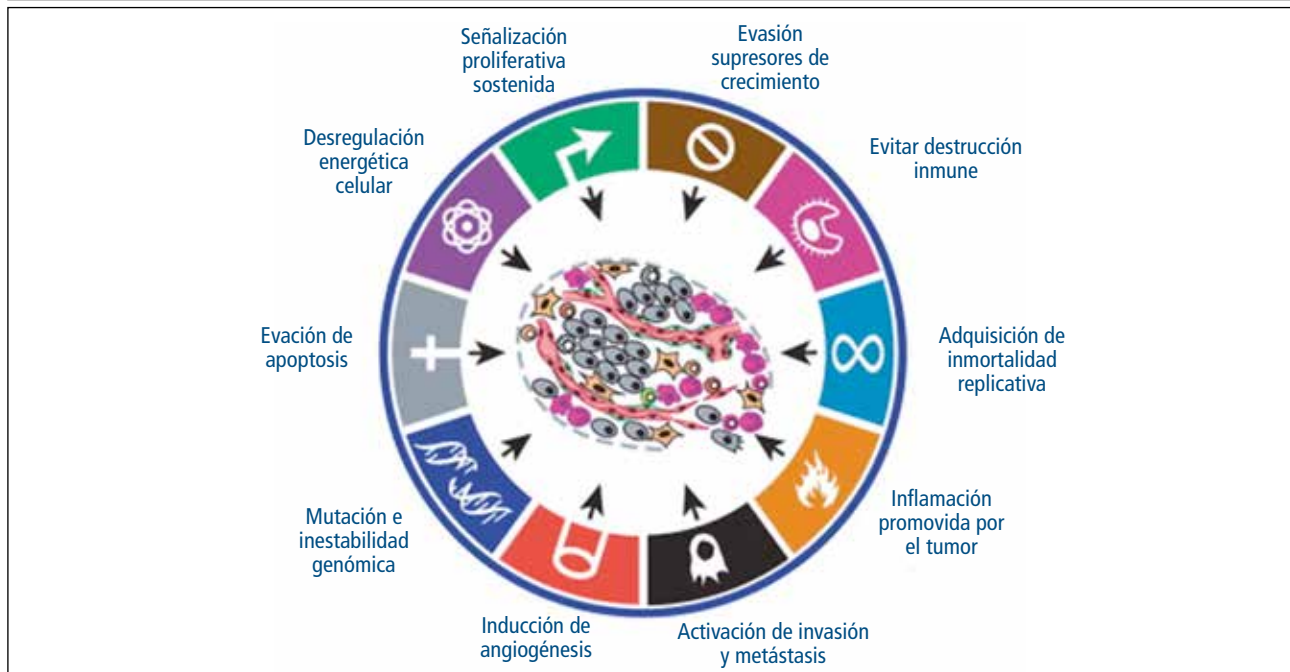 Señalización
proliferativa
sostenida
Evasión
supresores de
crecimiento
Desregulación
energética
celular
Evitar destrucción
inmune
Evación de
apoptosis
Adquisición de
inmortalidad
replicativa
Mutación e
inestabilidad
genómica
Inflamación
promovida por
el tumor
Inducción de
angiogénesis
Activación de invasión
y metástasis